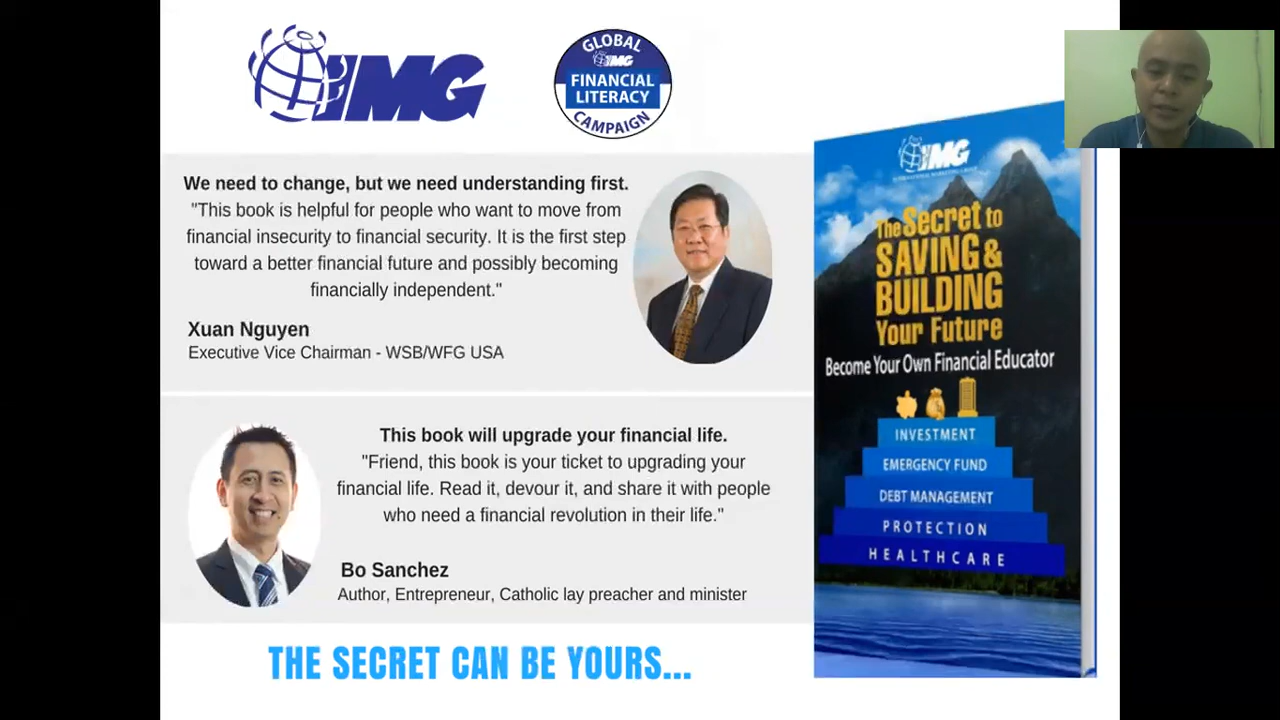 IMG
GLOBAL
IMG
FINANCIAL
LITERACY
CAMPAIGN
We need to change, but we need understanding first.
"This book is helpful for people who want to move from
financial insecurity to financial security. It is the first step
toward a better financial future and possibly becoming
financially independent."
Xuan Nguyen
Executive Vice Chairman - WSB/WFG USA
This book will upgrade your financial life.
"Friend, this book is your ticket to upgrading your
financial life. Read it, devour it, and share it with people
who need a financial revolution in their life."
Bo Sanchez
Author, Entrepreneur, Catholic lay preacher and minister
THE SECRET CAN BE YOURS...
IMG
INTERNATIONAL MARKETING GROUP
The Secret to
SAVING &
BUILDING
Your Future
Become Your Own Financial Educator
INVESTMENT
EMERGENCY FUND
DEBT MANAGEMENT
PROTECTION
HEALTHCARE